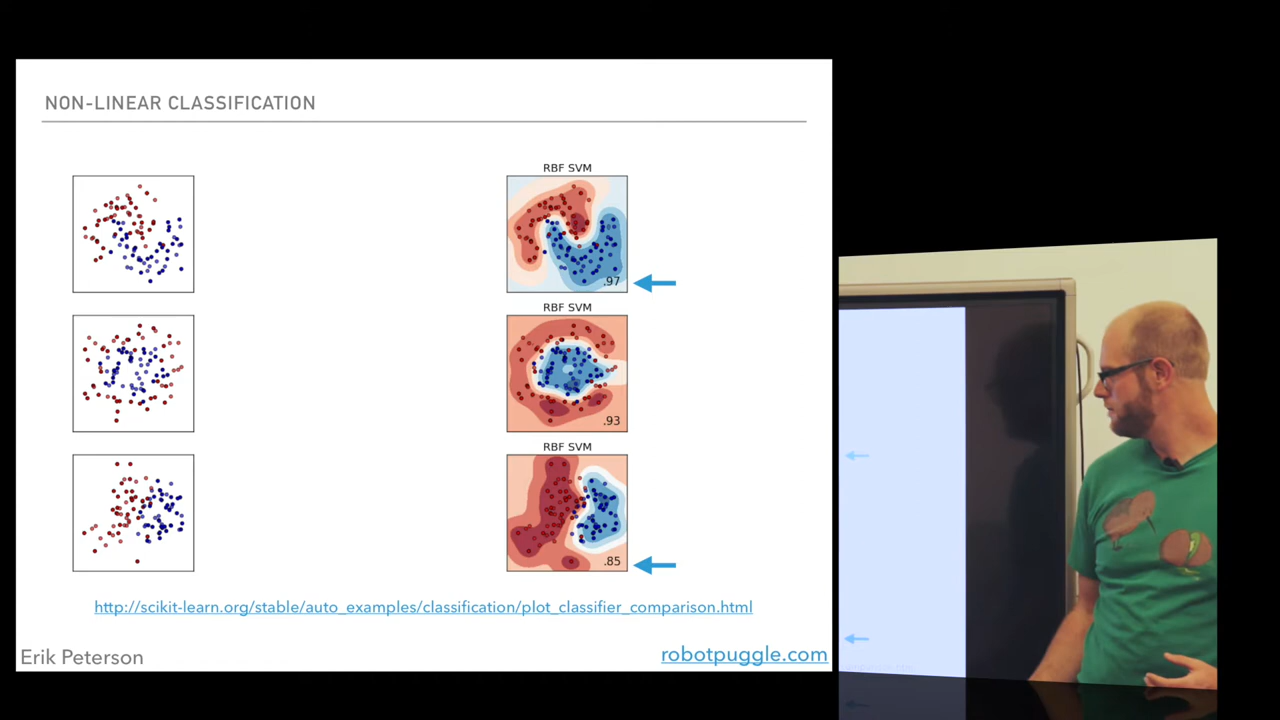 NON-LINEAR CLASSIFICATION
RBF SVM
.97
RBF SVM
.93
RBF SVM
.85
http://scikit-learn.org/stable/auto_examples/classification/plot_classifier_comparison.html
Erik Peterson
robotpuggle.com